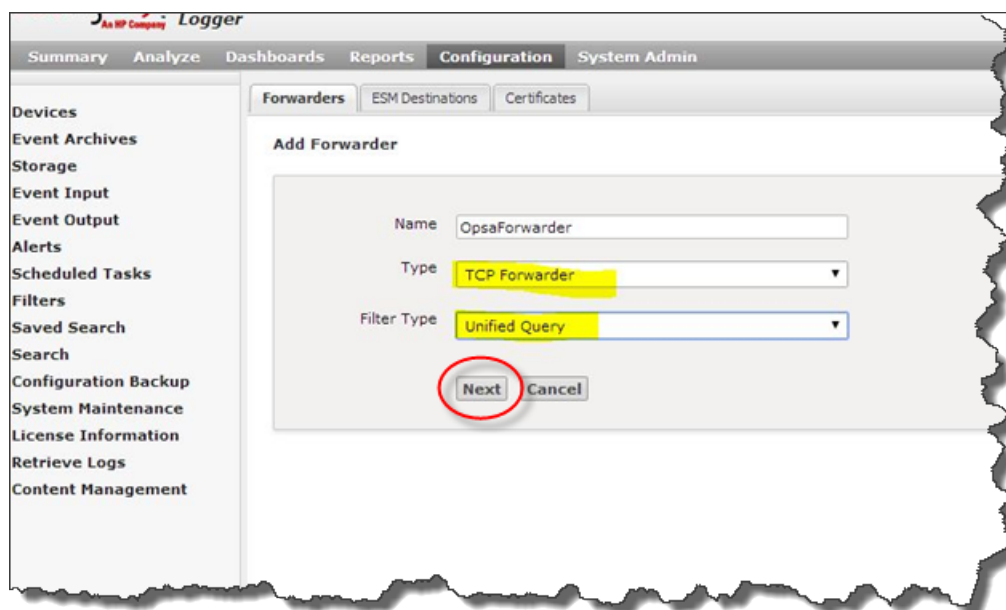 An HP Company Logger
Summary Analyze Dashboards Reports Configuration System Admin
Forwarders ESM Destinations Certificates
Devices
Event Archives
Storage
Event Input
Event Output
Alerts
Scheduled Tasks
Filters
Saved Search
Search
Configuration Backup
System Maintenance
License Information
Retrieve Logs
Content Management
Add Forwarder
Name OpsaForwarder
Type TCP Forwarder
Filter Type Unified Query
Next Cancel